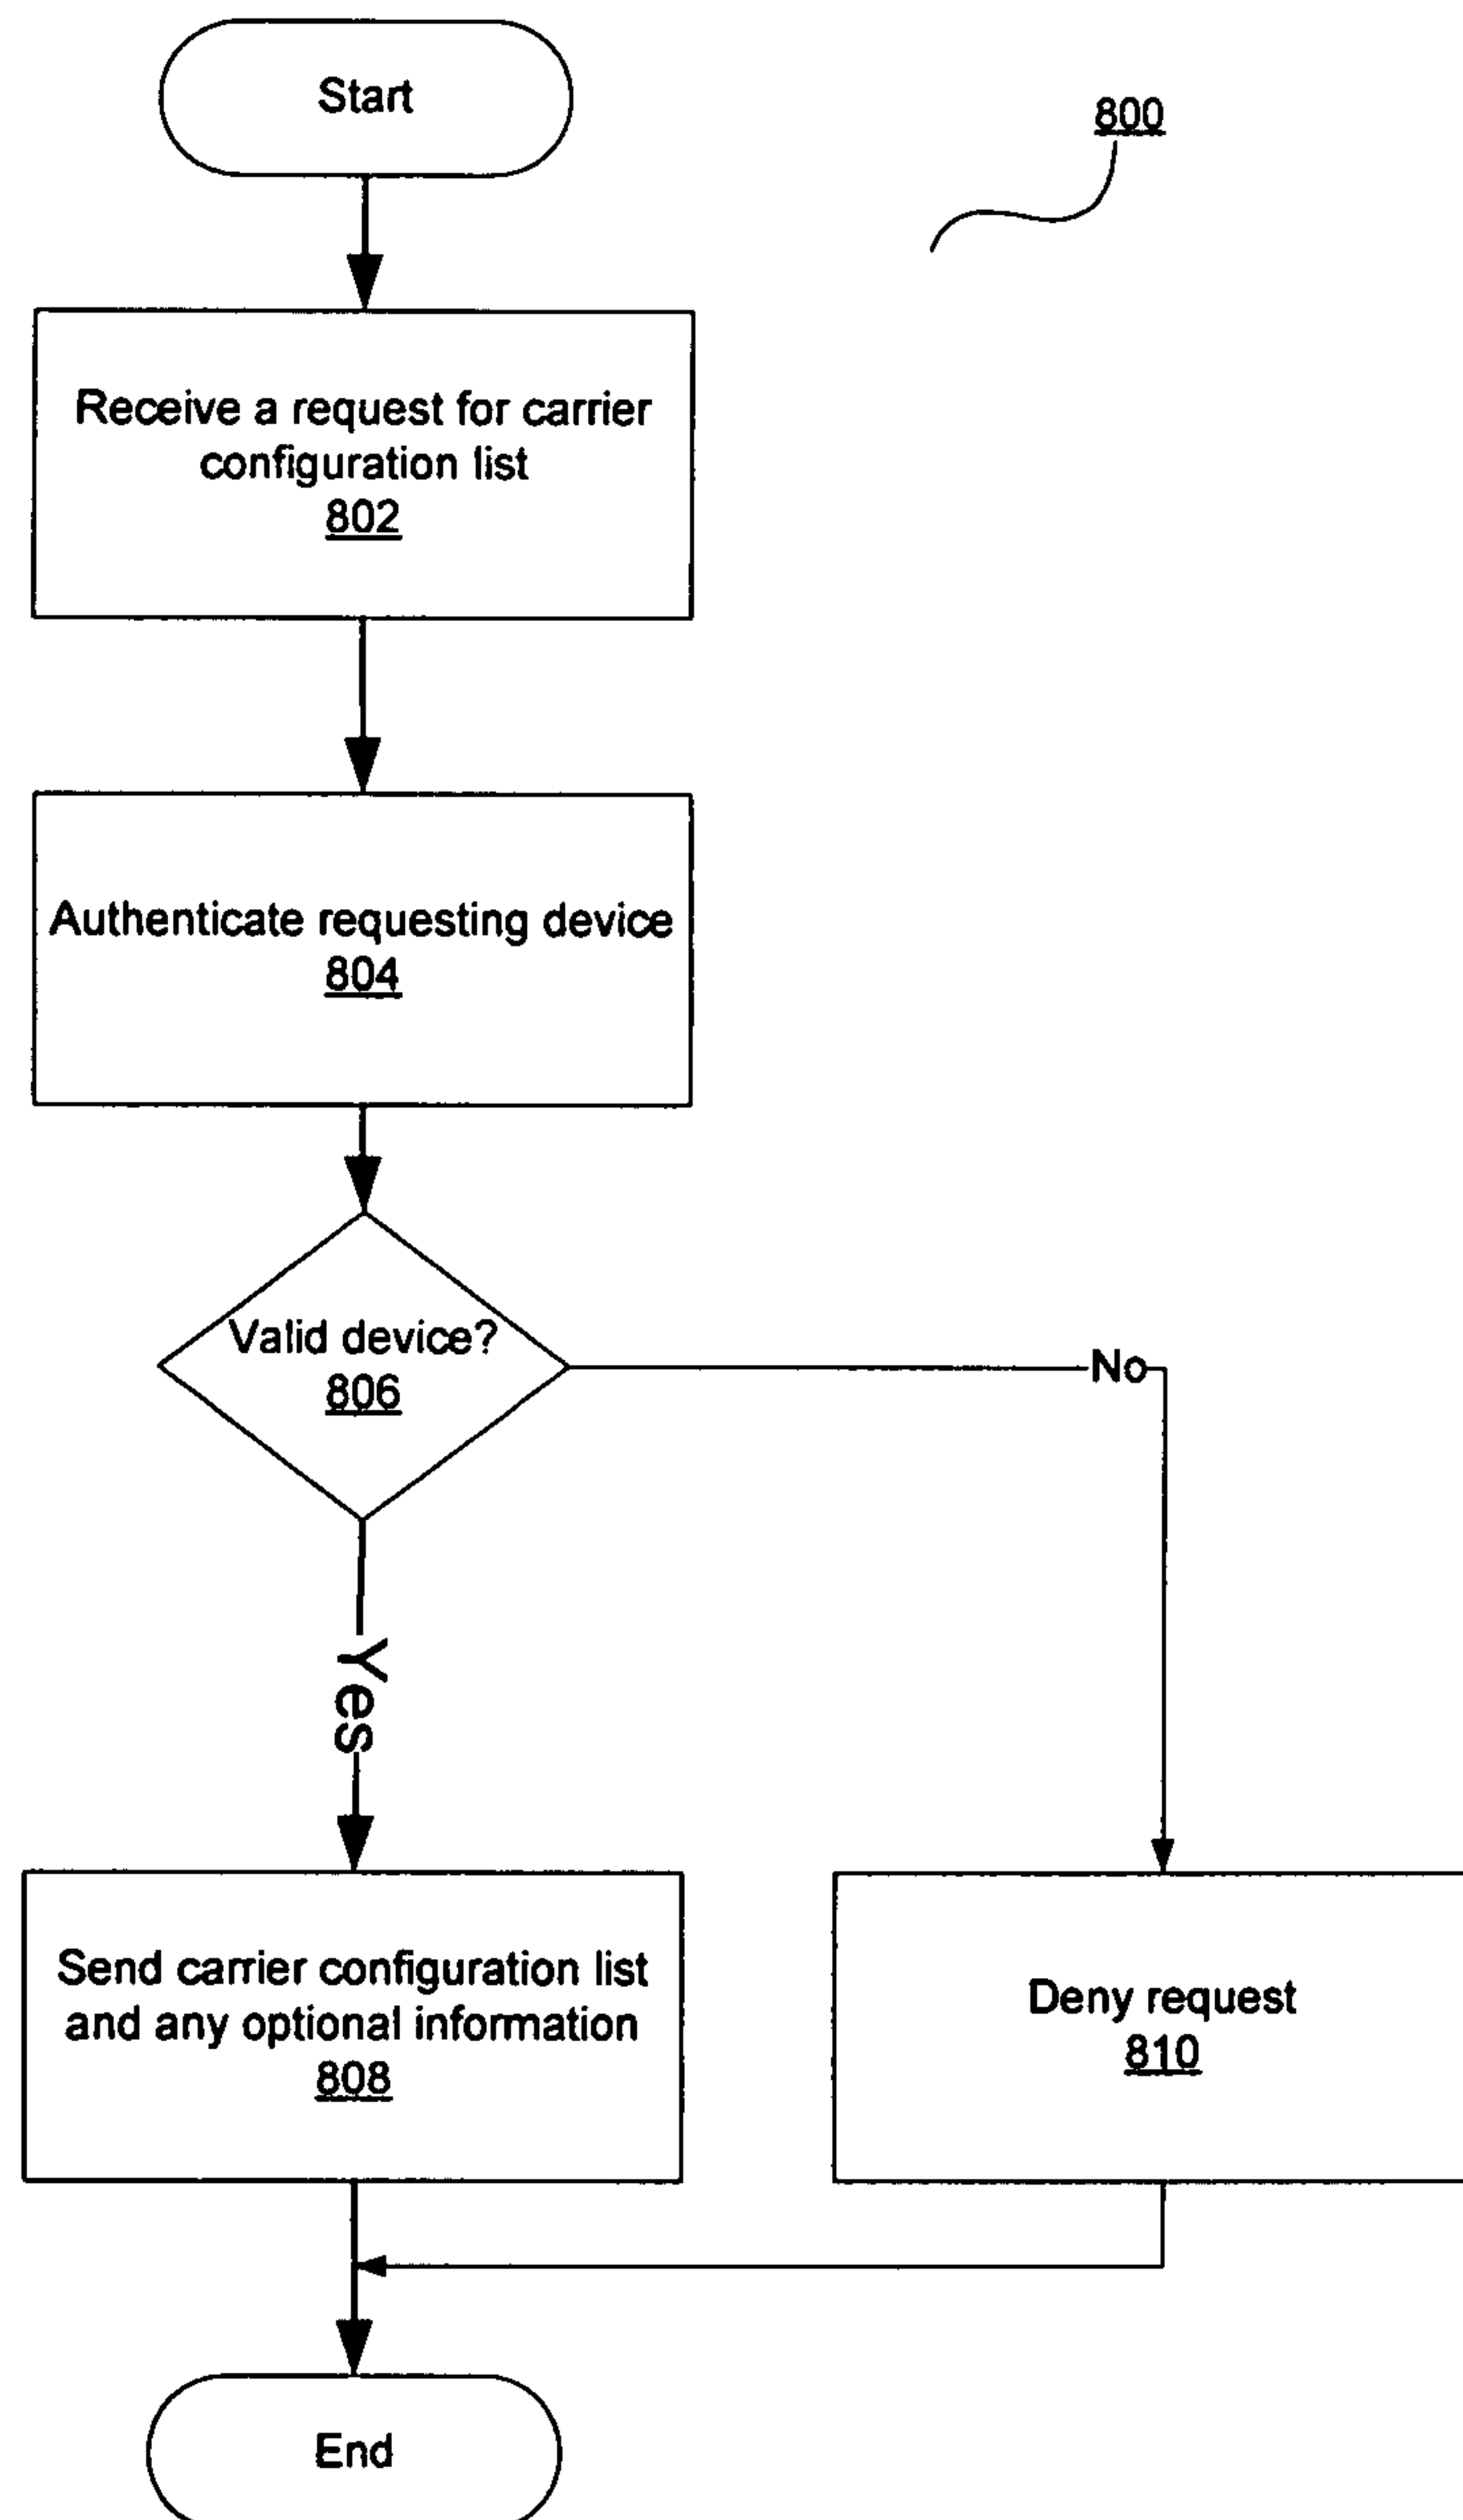 Start
800
Receive a request for carrier
configuration list
802
Authenticate requesting device
804
Valid device?
806
No
Yes
Send carrier configuration list
and any optional information
808
Deny request
810
End